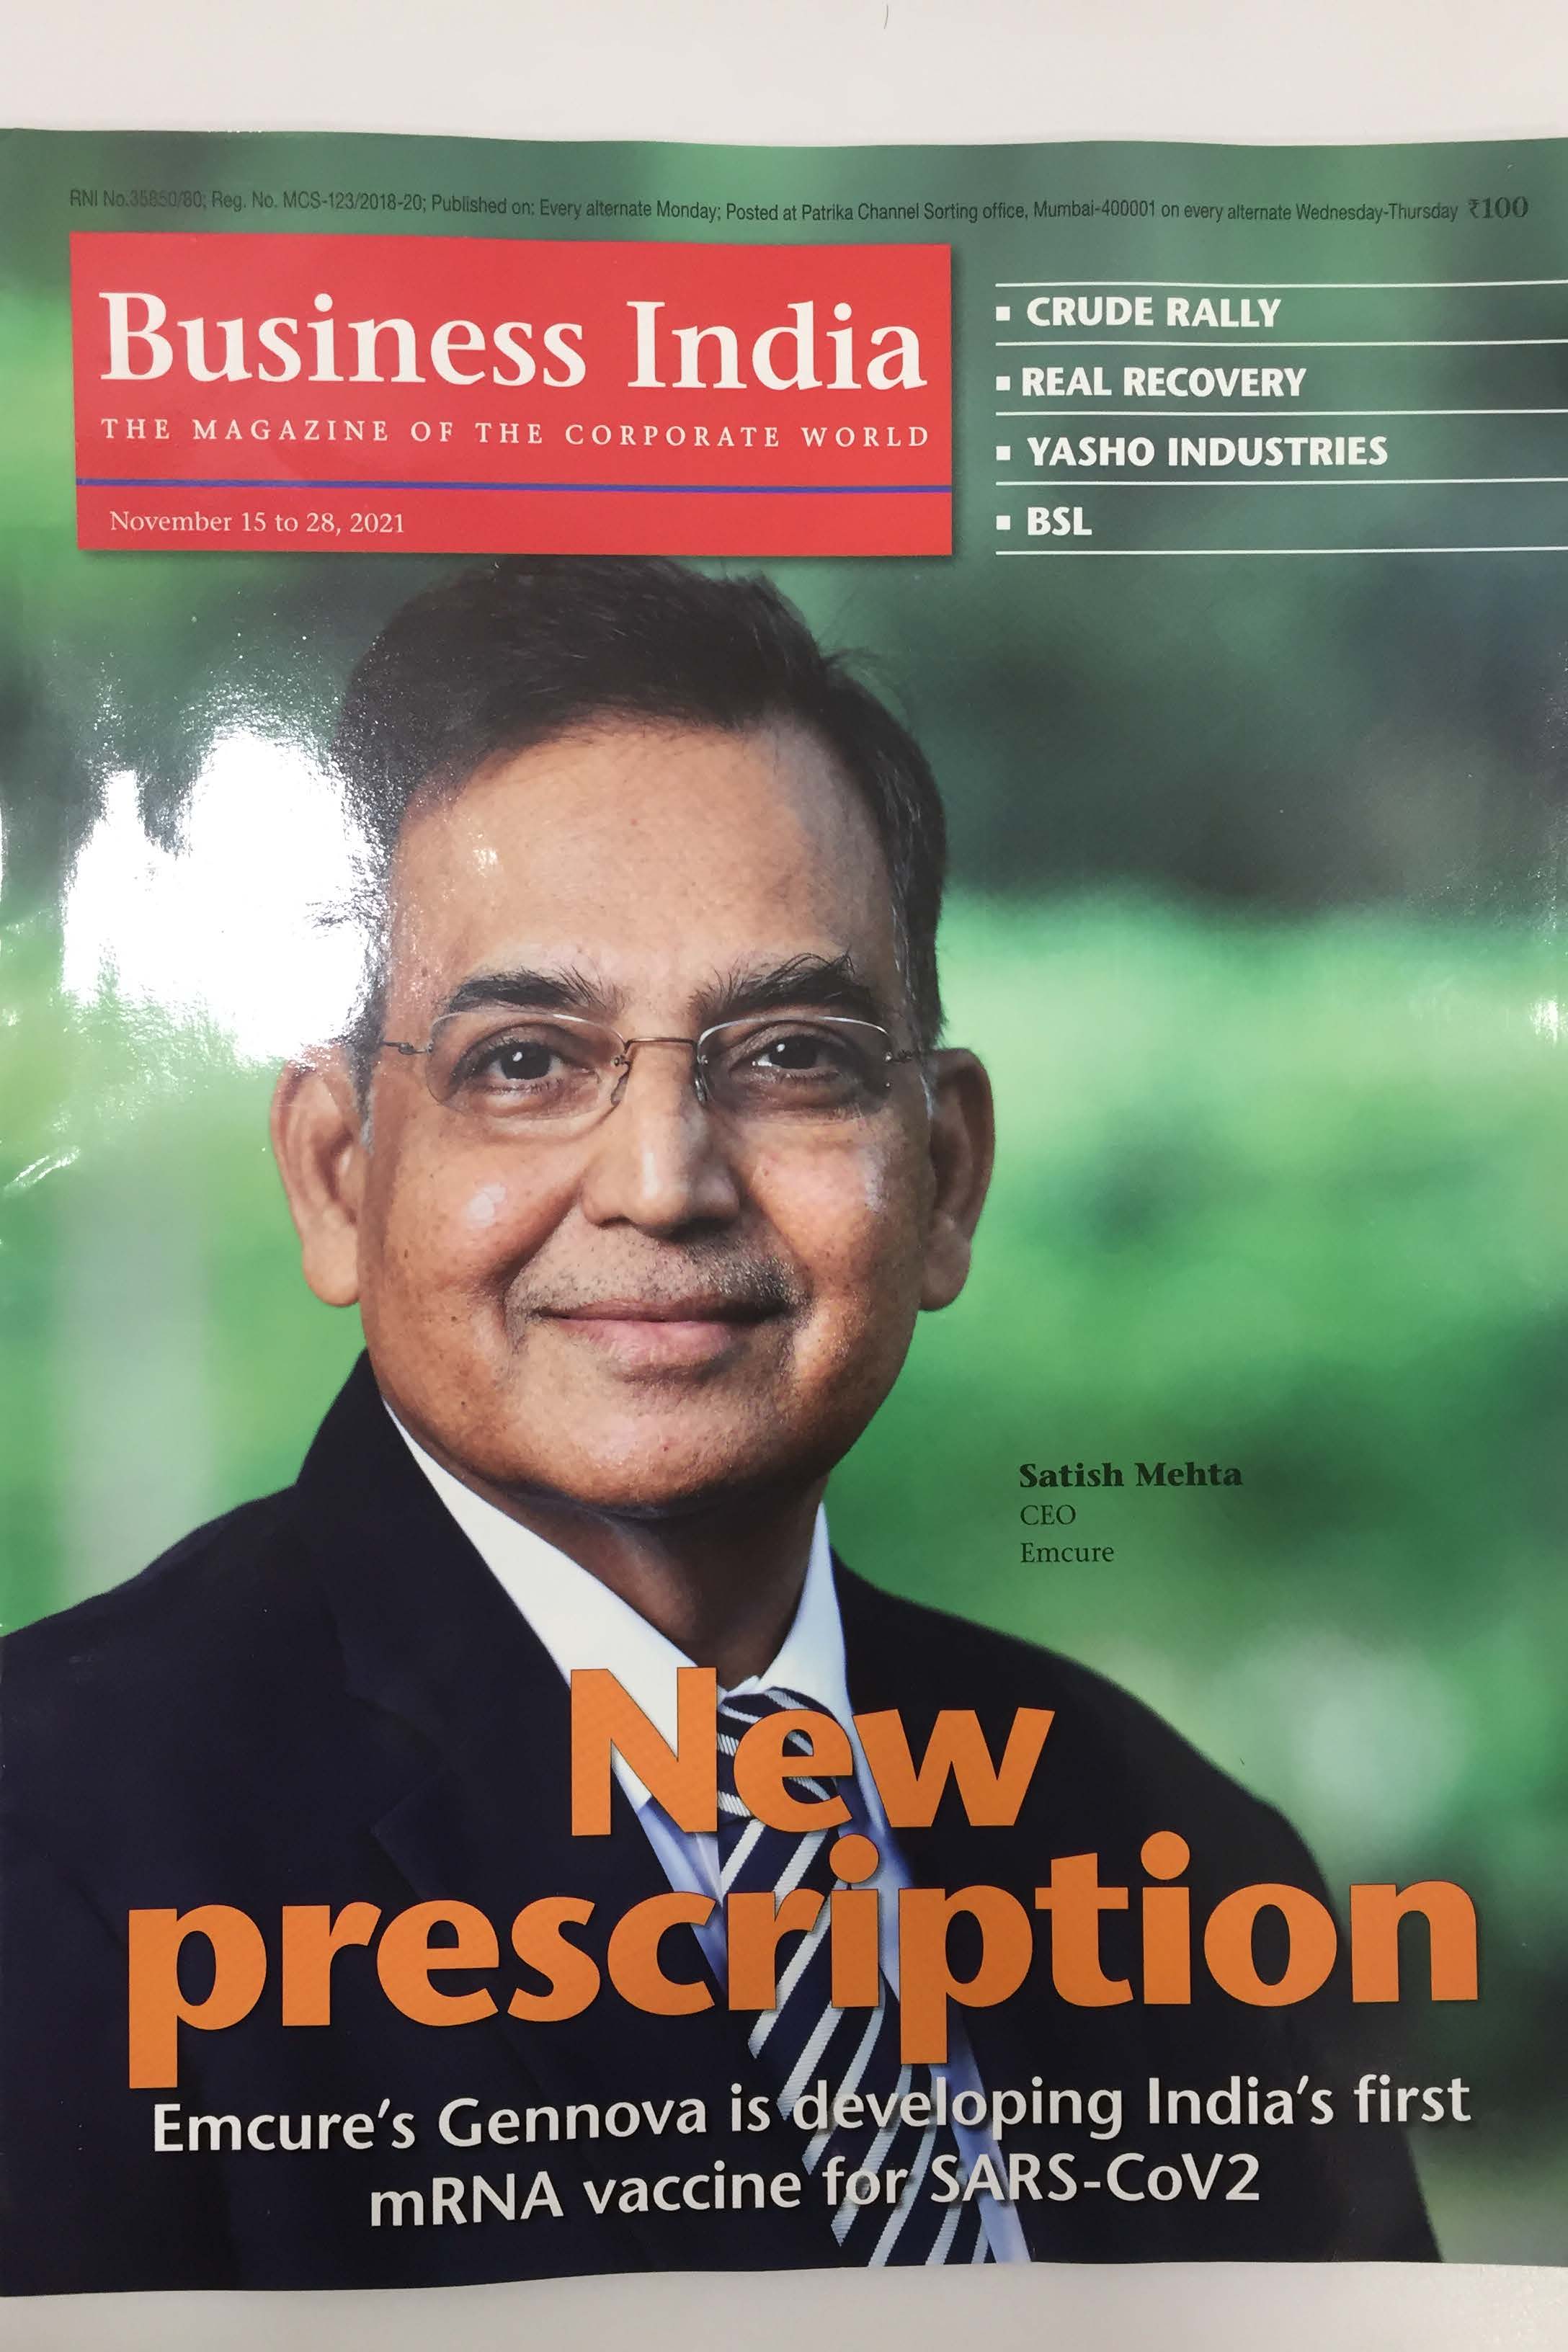 RNI No.35850/80; Reg. No. MCS-123/2018-20; Published on: Every alternate Monday; Posted at Patrika Channel Sorting office, Mumbai-400001 on every alternate Wednesday-Thursday ₹100
Business India
THE MAGAZINE OF THE CORPORATE WORLD
November 15 to 28, 2021
▪ CRUDE RALLY
▪ REAL RECOVERY
▪ YASHO INDUSTRIES
▪ BSL
Satish Mehta
CEO
Emcure
New
prescription
Emcure's Gennova is developing India's first
mRNA vaccine for SARS-CoV2